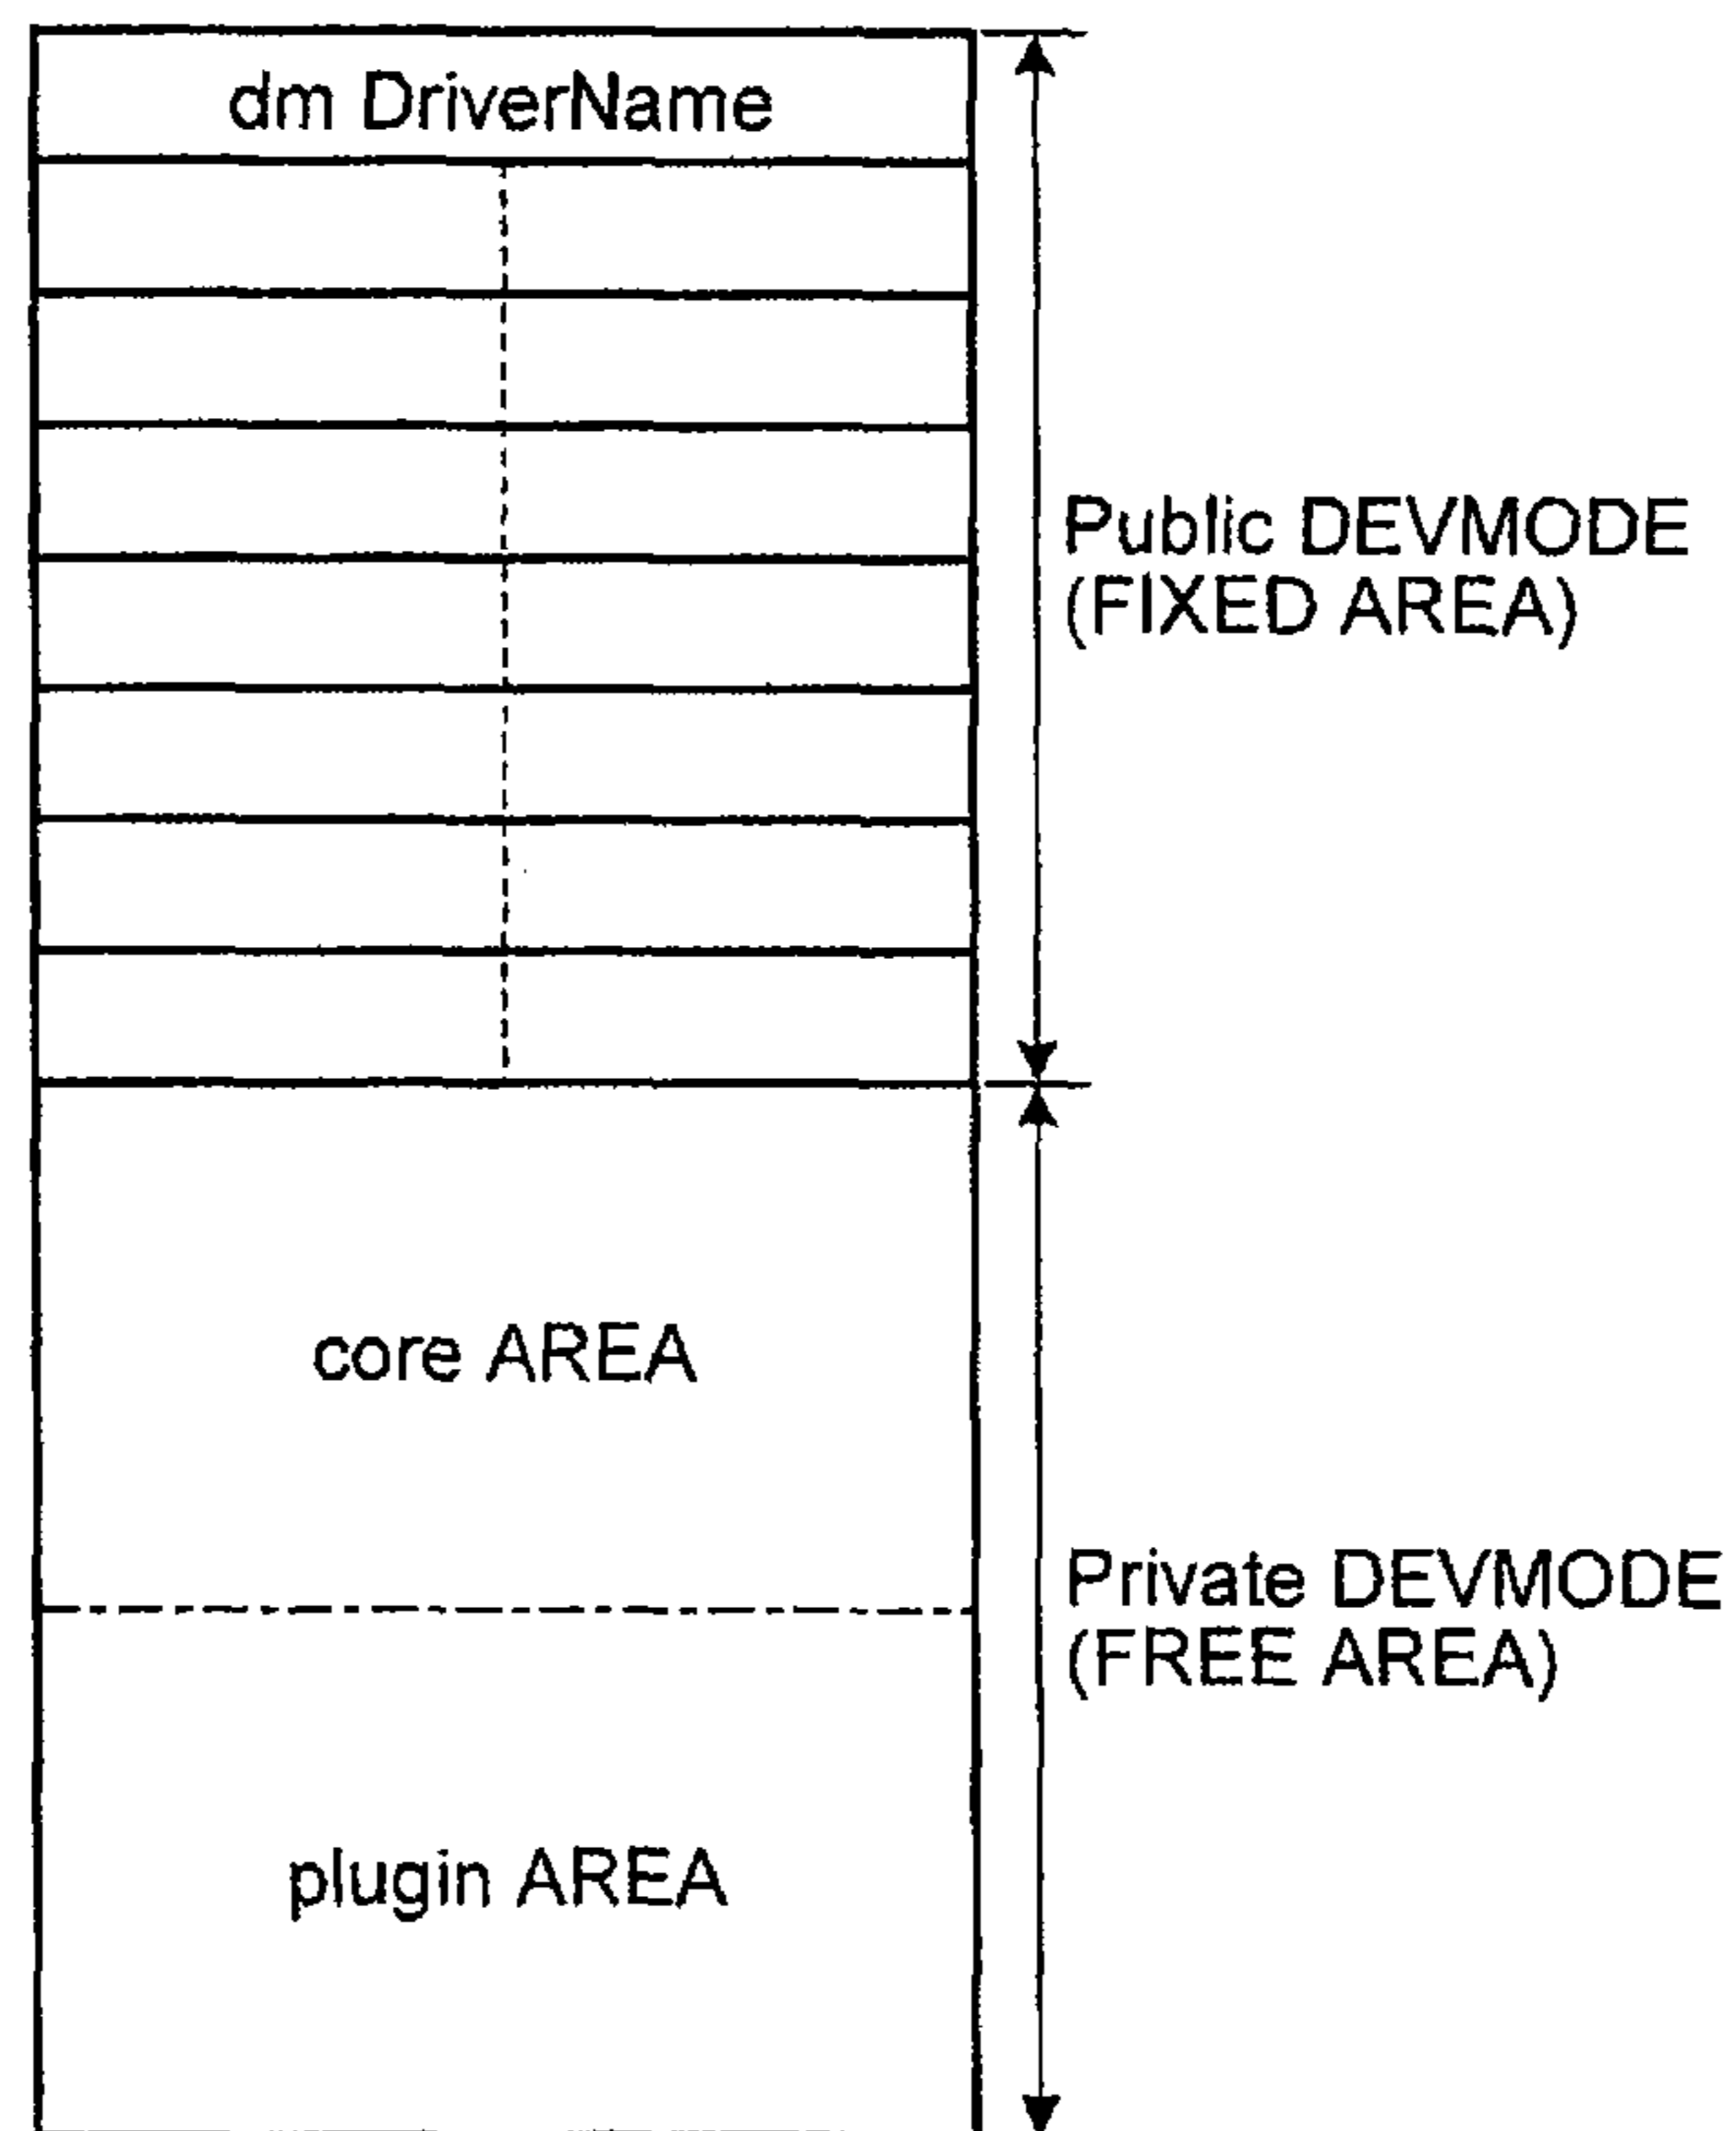 dm DriverName
Public DEVMODE
(FIXED AREA)
core AREA
Private DEVMODE
(FREE AREA)
plugin AREA